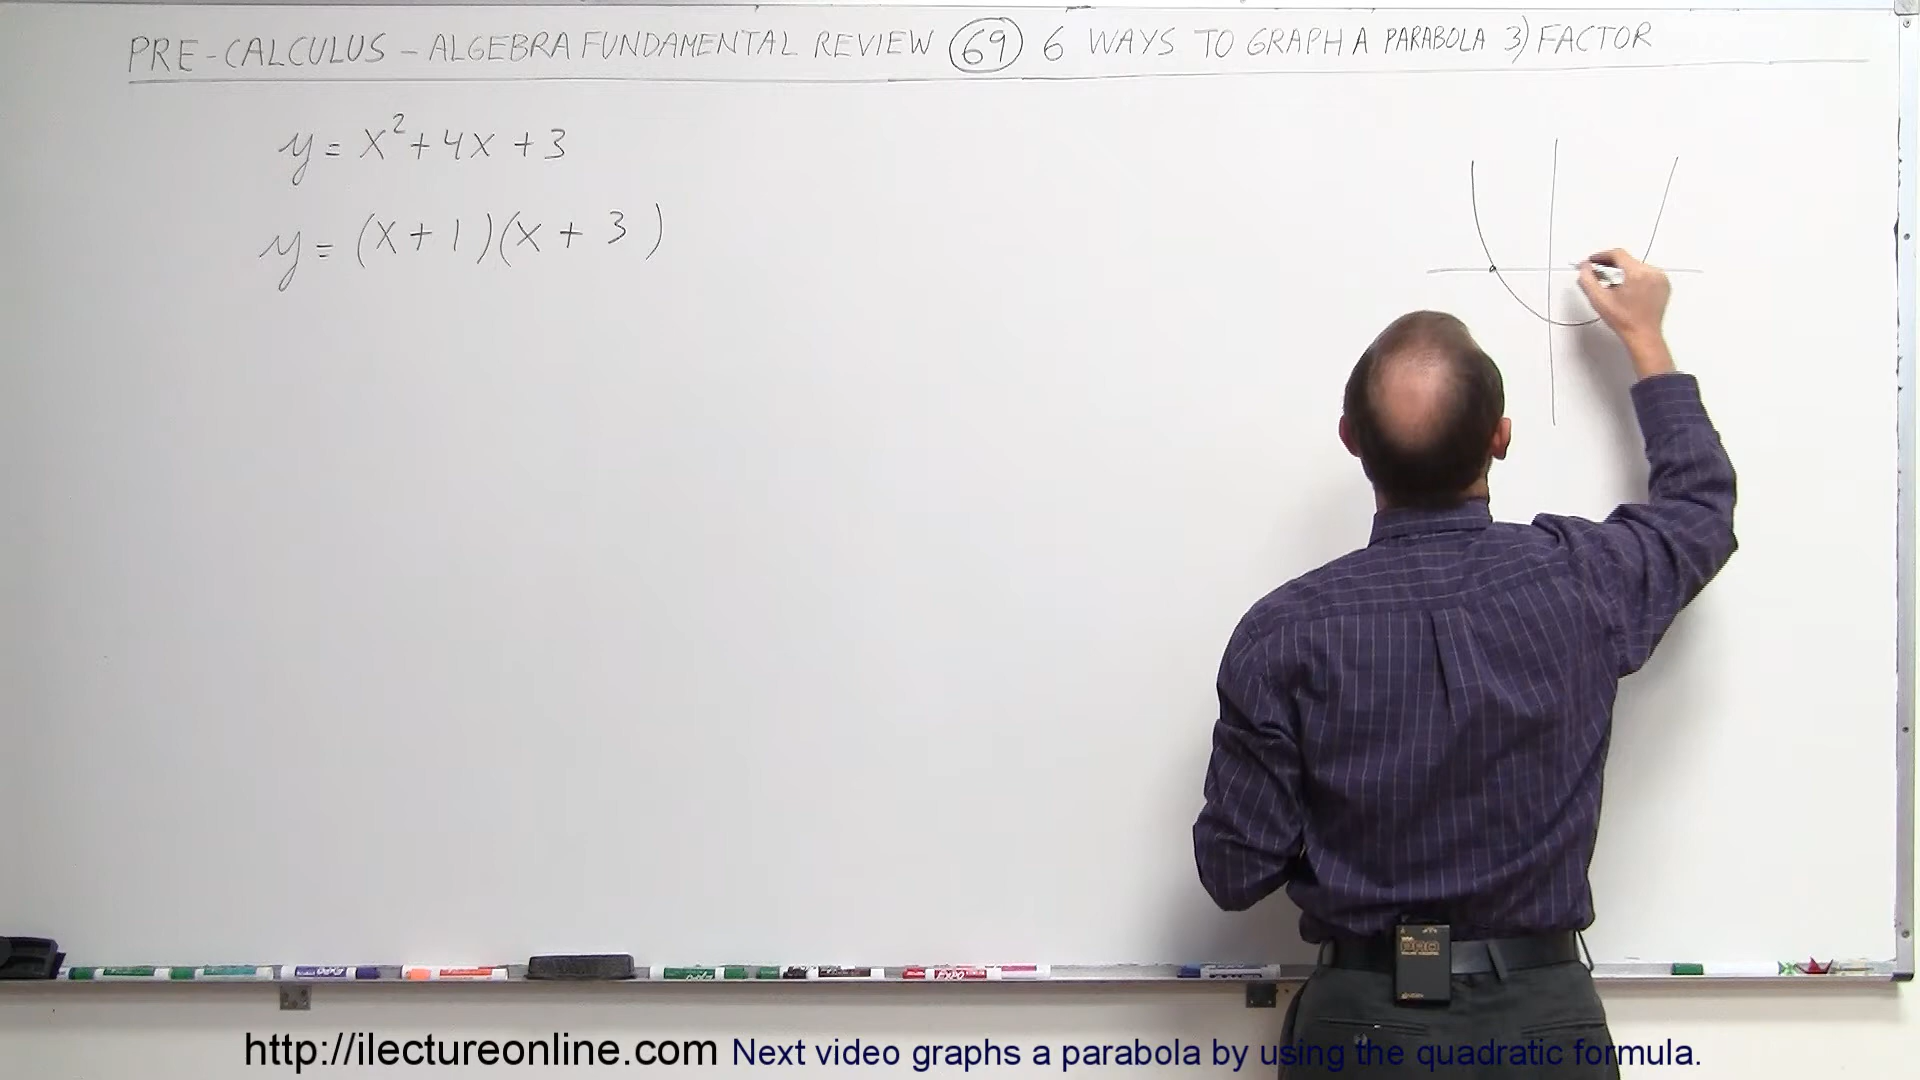 PRE-CALCULUS - ALGEBRA FUNDAMENTAL REVIEW 69 6 WAYS TO GRAPH A PARABOLA 3) FACTOR
y = x² + 4x + 3
y = (x + 1)(x + 3)
http://ilectureonline.com Next video graphs a parabola by using the quadratic formula.